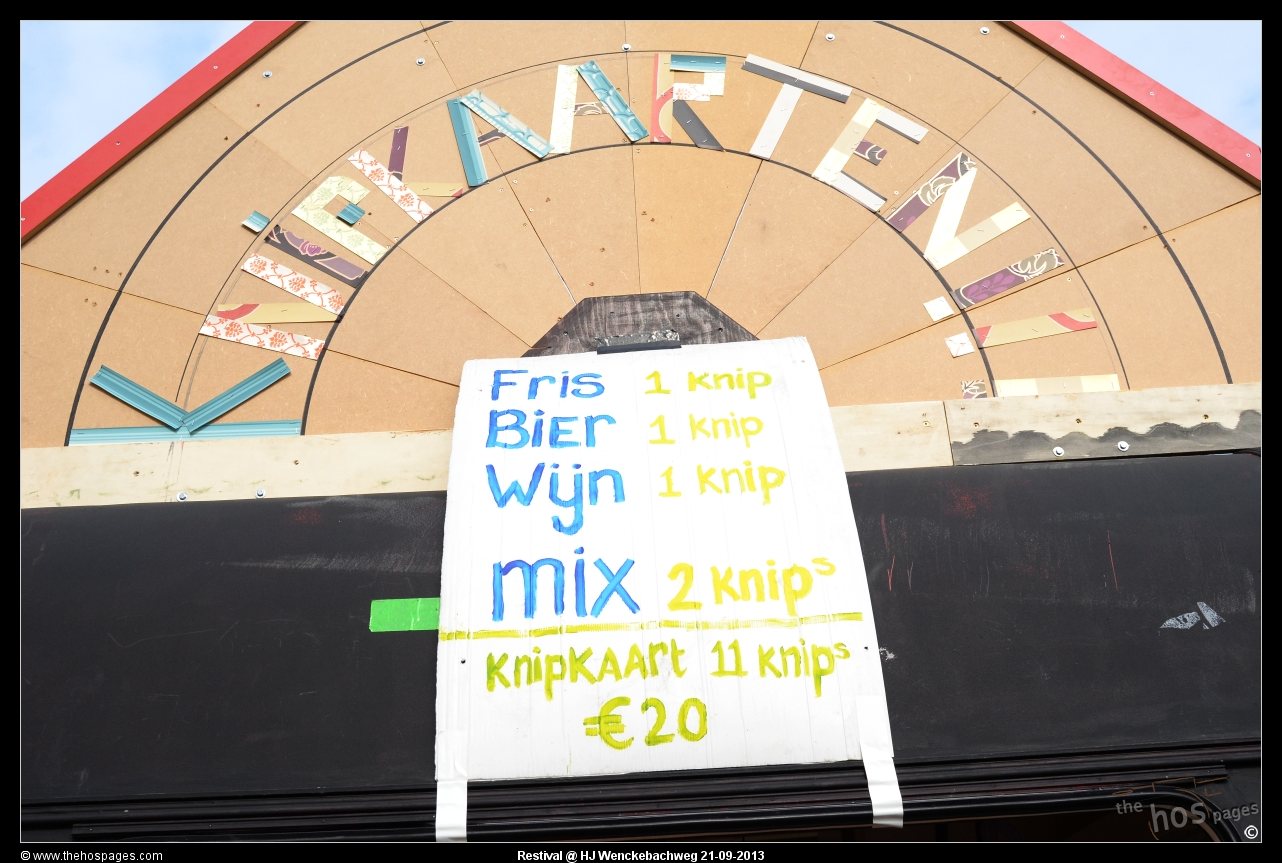 KNIPKAARTEN!!!
Fris 1 knip
Bier 1 knip
Wijn 1 knip
mix 2 knips
knipKAArt 11 knips
€20
the hos pages
©
© www.thehospages.com
Restival @ HJ Wenckebachweg 21-09-2013